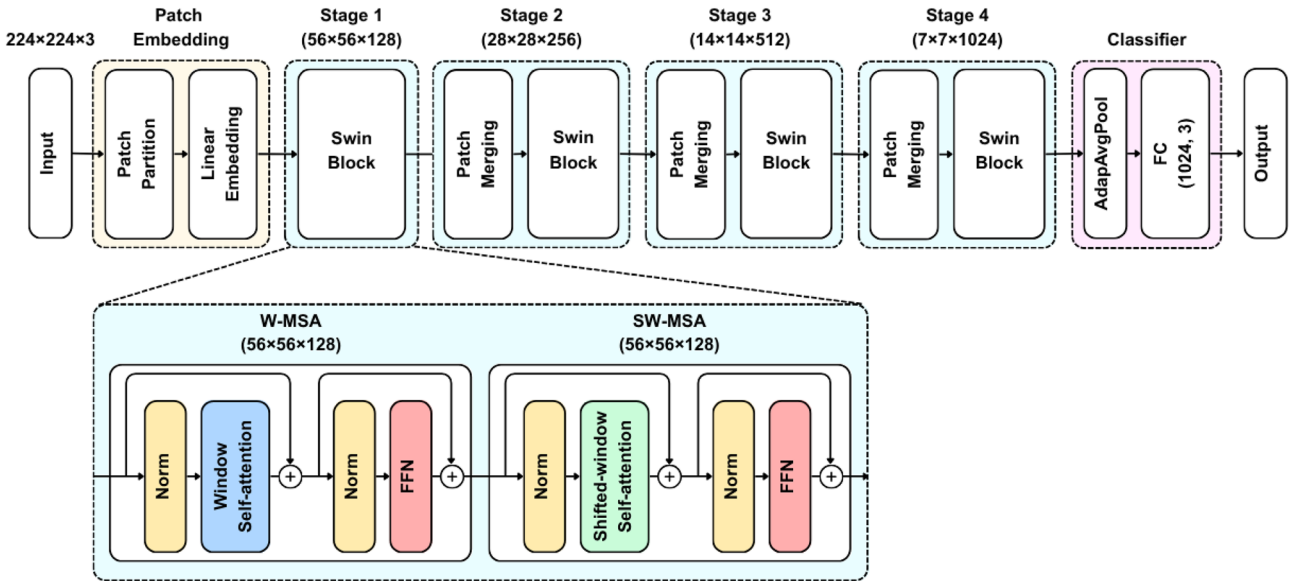 224×224×3
Patch
Embedding
Stage 1
(56×56×128)
Stage 2
(28×28×256)
Stage 3
(14×14×512)
Stage 4
(7×7×1024)
Classifier
Input
Patch
Partition
Linear
Embedding
Swin
Block
Patch
Merging
Swin
Block
Patch
Merging
Swin
Block
Patch
Merging
Swin
Block
AdapAvgPool
FC
(1024, 3)
Output
W-MSA
(56×56×128)
SW-MSA
(56×56×128)
Norm
Window
Self-attention
+
Norm
FFN
+
Norm
Shifted-window
Self-attention
+
Norm
FFN
+